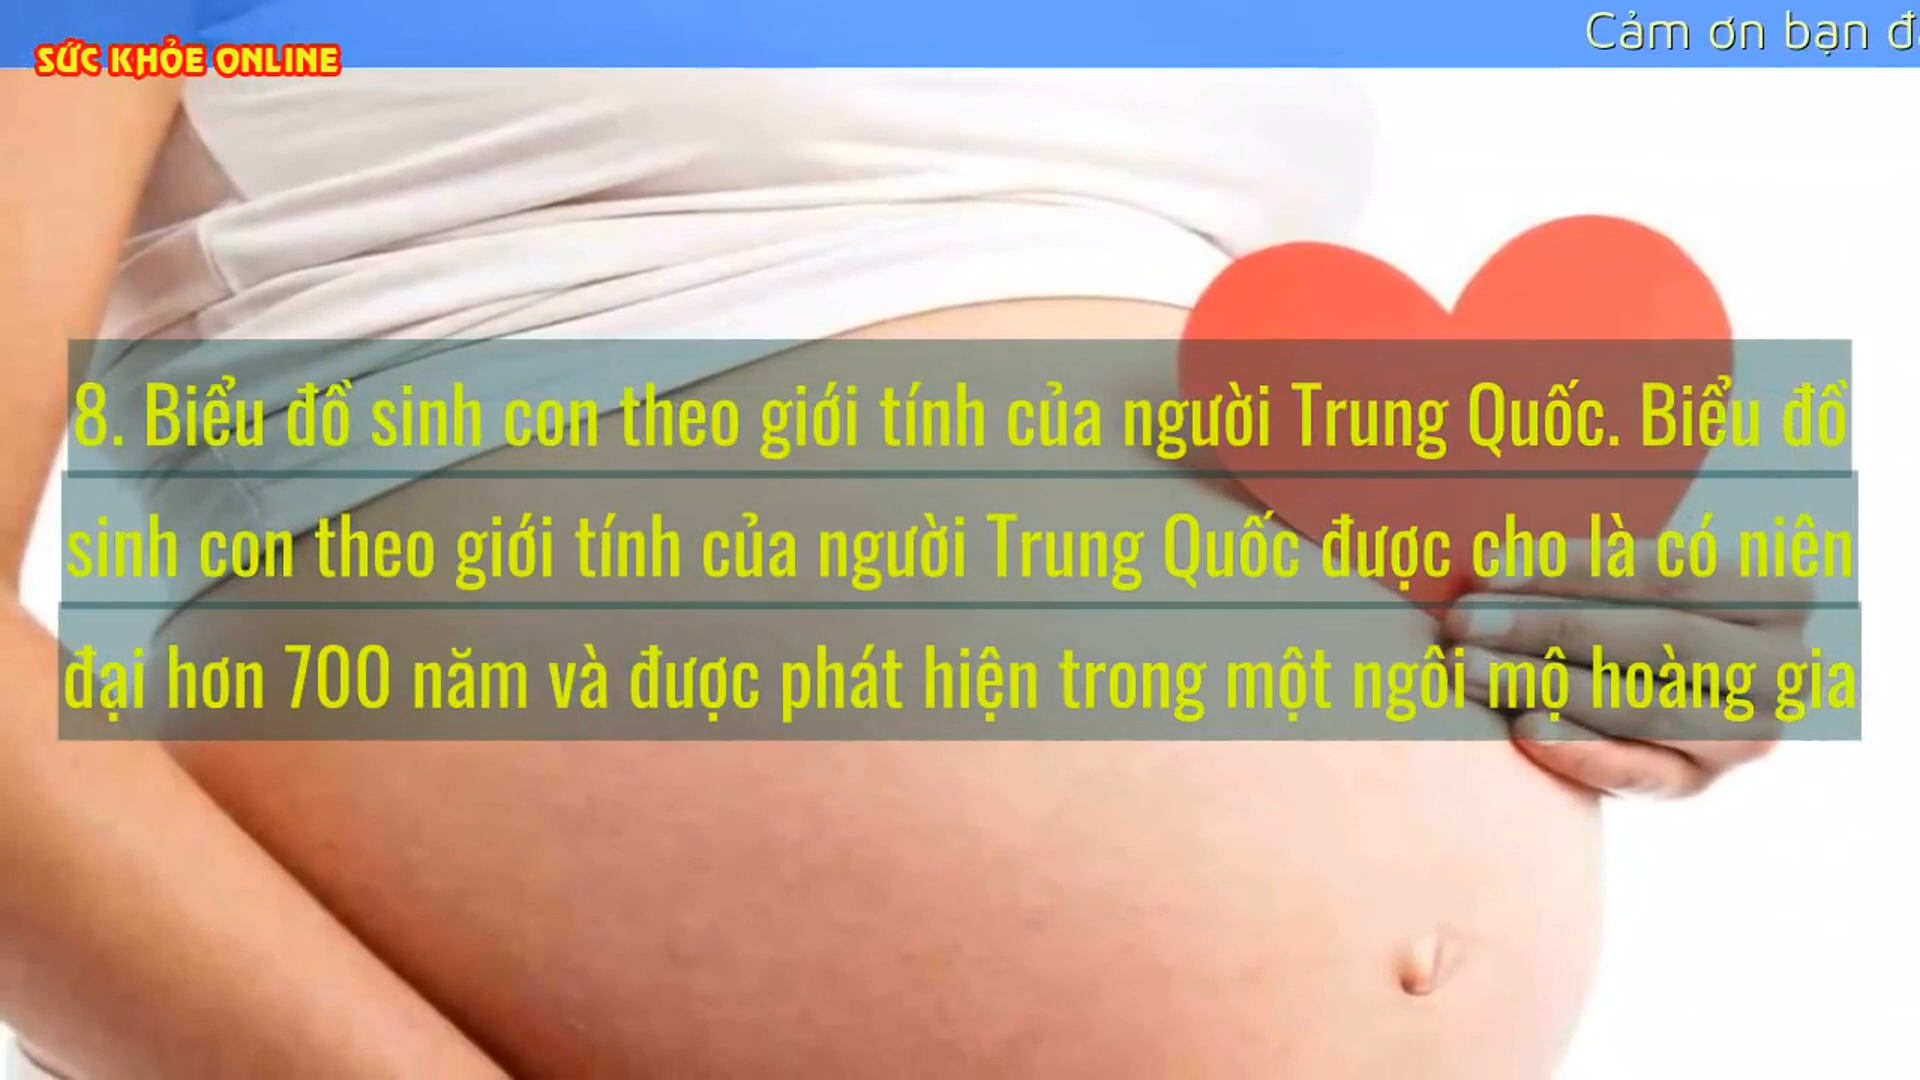 Cảm ơn bạn
SỨC KHỎE ONLINE
8. Biểu đồ sinh con theo giới tính của người Trung Quốc. Biểu đồ
sinh con theo giới tính của người Trung Quốc được cho là có niên
đại hơn 700 năm và được phát hiện trong một ngôi mộ hoàng gia